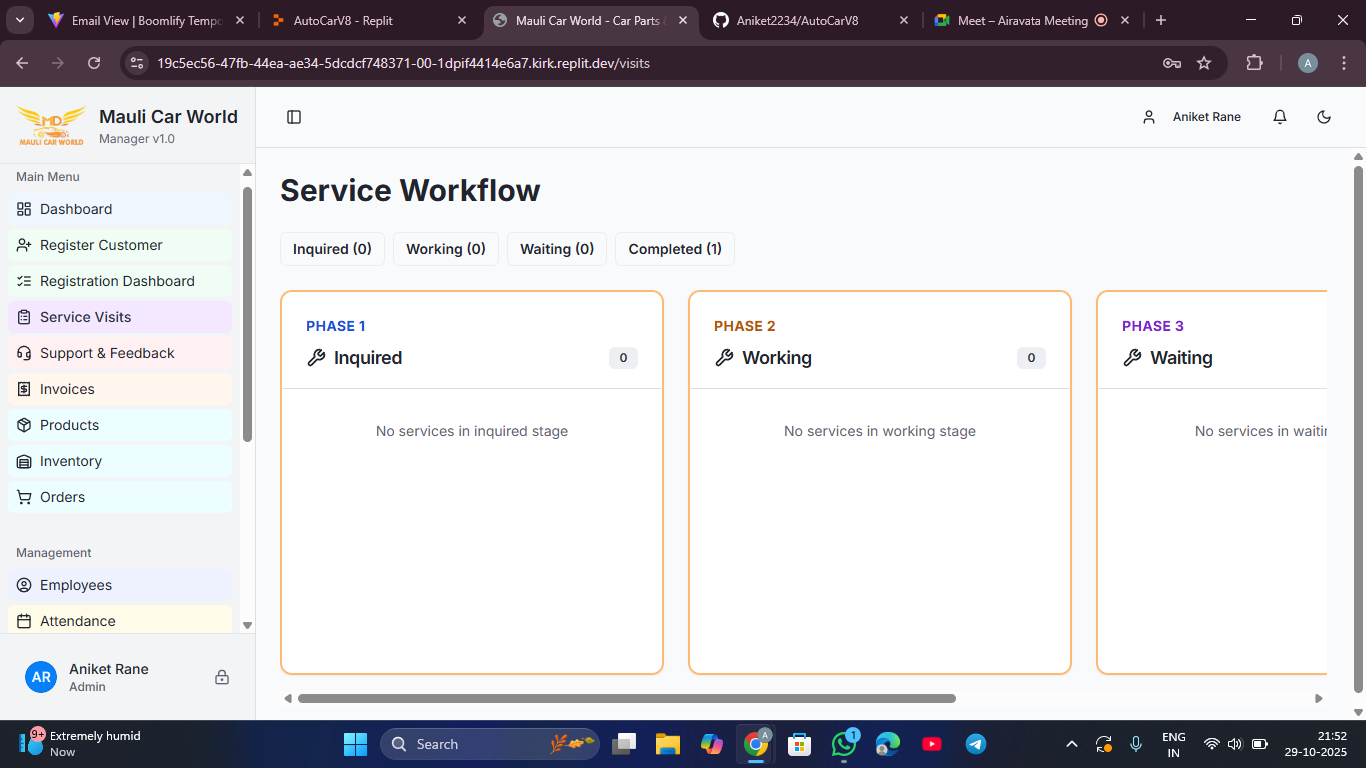 Email View | Boomlify Tempo
AutoCarV8 - Replit
Mauli Car World - Car Parts
Aniket2234/AutoCarV8
Meet – Airavata Meeting
19c5ec56-47fb-44ea-ae34-5dcdcf748371-00-1dpif4414e6a7.kirk.replit.dev/visits
A
MD
MAULI CAR WORLD
Mauli Car World
Manager v1.0
Aniket Rane
Main Menu
Dashboard
Register Customer
Registration Dashboard
Service Visits
Support & Feedback
Invoices
Products
Inventory
Orders
Management
Employees
Attendance
AR
Aniket Rane
Admin
Service Workflow
Inquired (0)
Working (0)
Waiting (0)
Completed (1)
PHASE 1
Inquired
0
No services in inquired stage
PHASE 2
Working
0
No services in working stage
PHASE 3
Waiting
No services in waitin
9+
Extremely humid
Now
Search
A
1
ENG
IN
21:52
29-10-2025